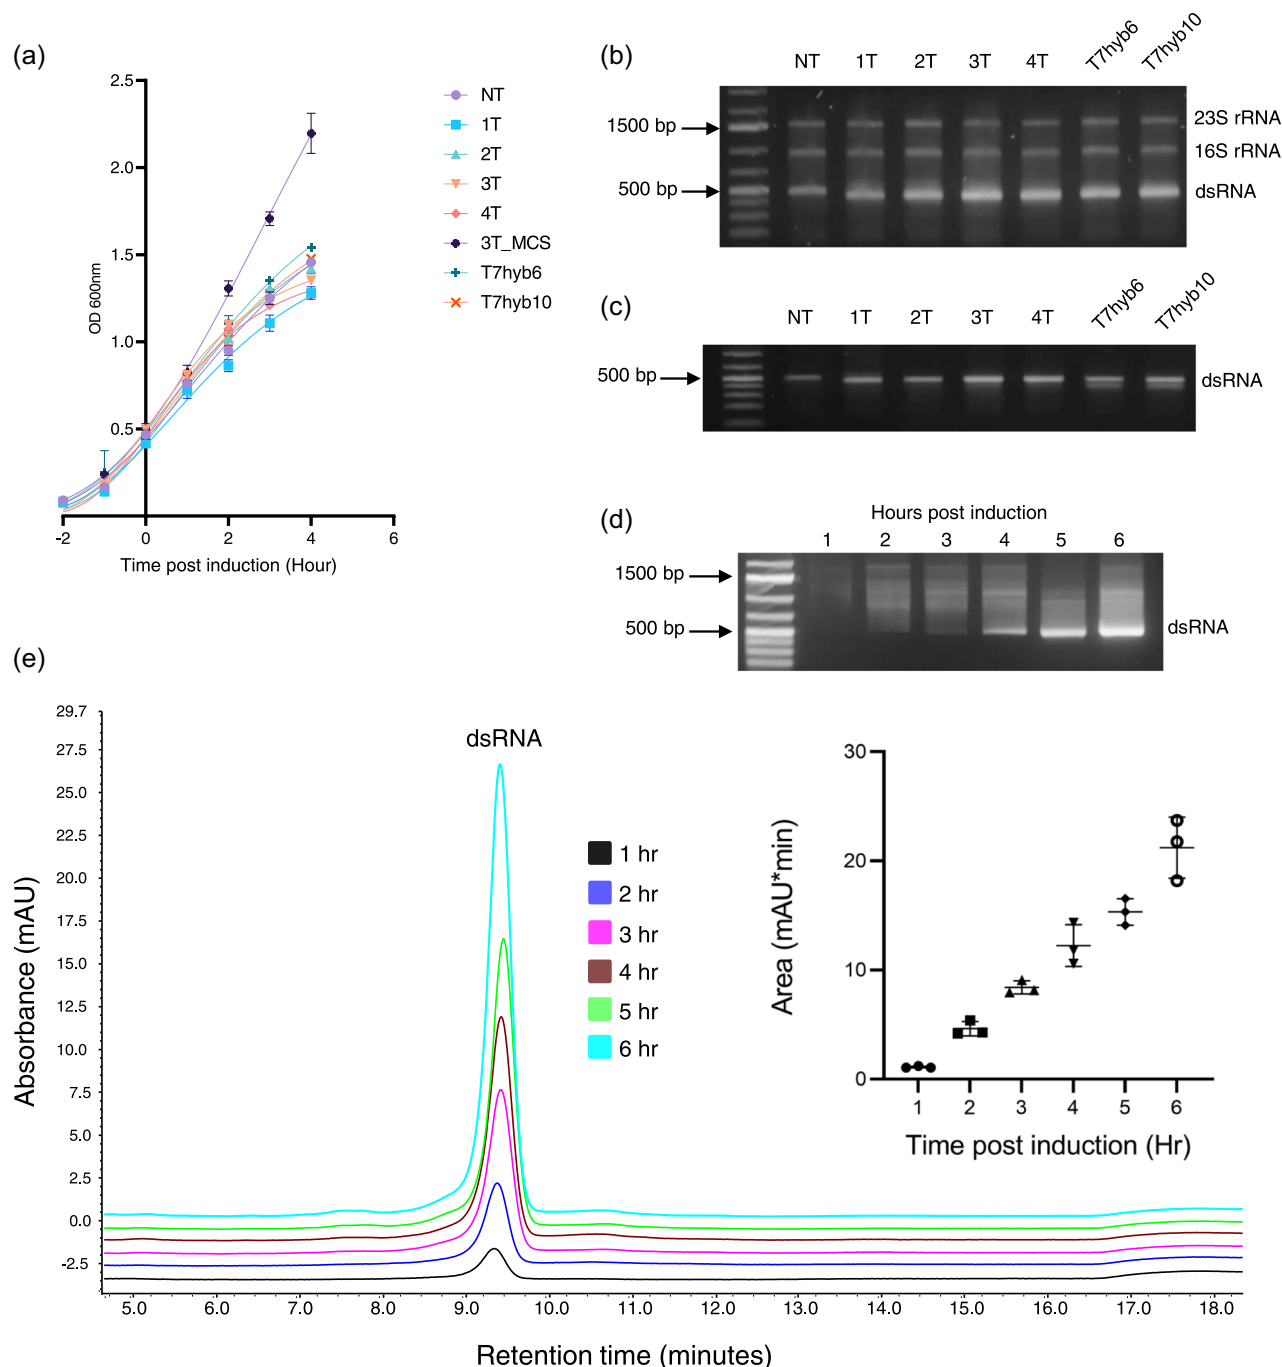 (a)
2.5
2.0
1.5
1.0
0.5
OD 600nm
-2 0 2 4 6
Time post induction (Hour)
NT
1T
2T
3T
4T
3T_MCS
T7hyb6
T7hyb10
(b)
NT 1T 2T 3T 4T T7hyb6 T7hyb10
1500 bp
500 bp
23S rRNA
16S rRNA
dsRNA
(c)
NT 1T 2T 3T 4T T7hyb6 T7hyb10
500 bp
dsRNA
(d)
Hours post induction
1 2 3 4 5 6
1500 bp
500 bp
dsRNA
(e)
29.7
27.5
25.0
22.5
20.0
17.5
15.0
12.5
10.0
7.5
5.0
2.5
0.0
-2.5
Absorbance (mAU)
dsRNA
1 hr
2 hr
3 hr
4 hr
5 hr
6 hr
5.0 6.0 7.0 8.0 9.0 10.0 11.0 12.0 13.0 14.0 15.0 16.0 17.0 18.0
Retention time (minutes)
30
20
10
0
Area (mAU*min)
1 2 3 4 5 6
Time post induction (Hr)